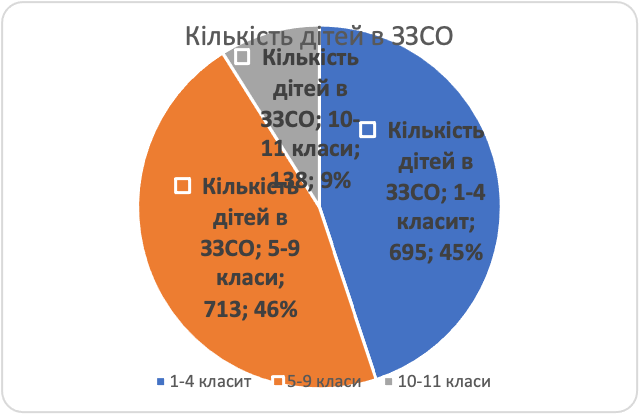 Кількість дітей в ЗЗСО
Кількість
дітей в
ЗЗСО; 10-
11 класи;
138; 9%
Кількість
дітей в
ЗЗСО; 1-4
класит;
695; 45%
Кількість
дітей в
ЗЗСО; 5-9
класи;
713; 46%
1-4 класит 5-9 класи 10-11 класи